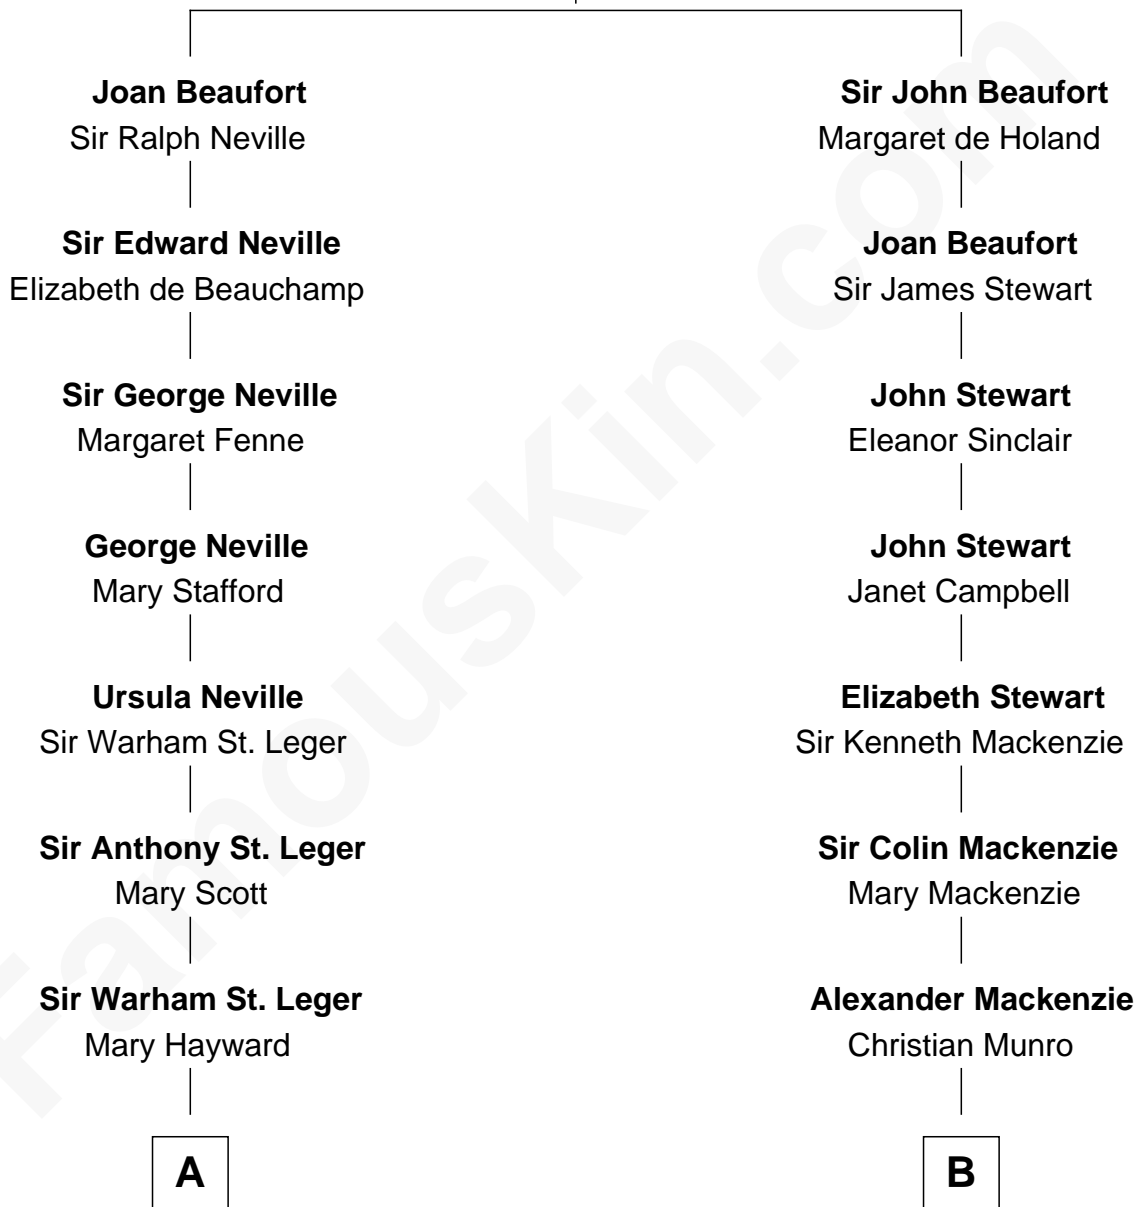 Joan Beaufort
Sir Ralph Neville
Sir Edward Neville
Elizabeth de Beauchamp
Sir George Neville
Margaret Fenne
George Neville
Mary Stafford
Ursula Neville
Sir Warham St. Leger
Sir Anthony St. Leger
Mary Scott
Sir Warham St. Leger
Mary Hayward
A
Sir John Beaufort
Margaret de Holand
Joan Beaufort
Sir James Stewart
John Stewart
Eleanor Sinclair
John Stewart
Janet Campbell
Elizabeth Stewart
Sir Kenneth Mackenzie
Sir Colin Mackenzie
Mary Mackenzie
Alexander Mackenzie
Christian Munro
B
FamousKin.com